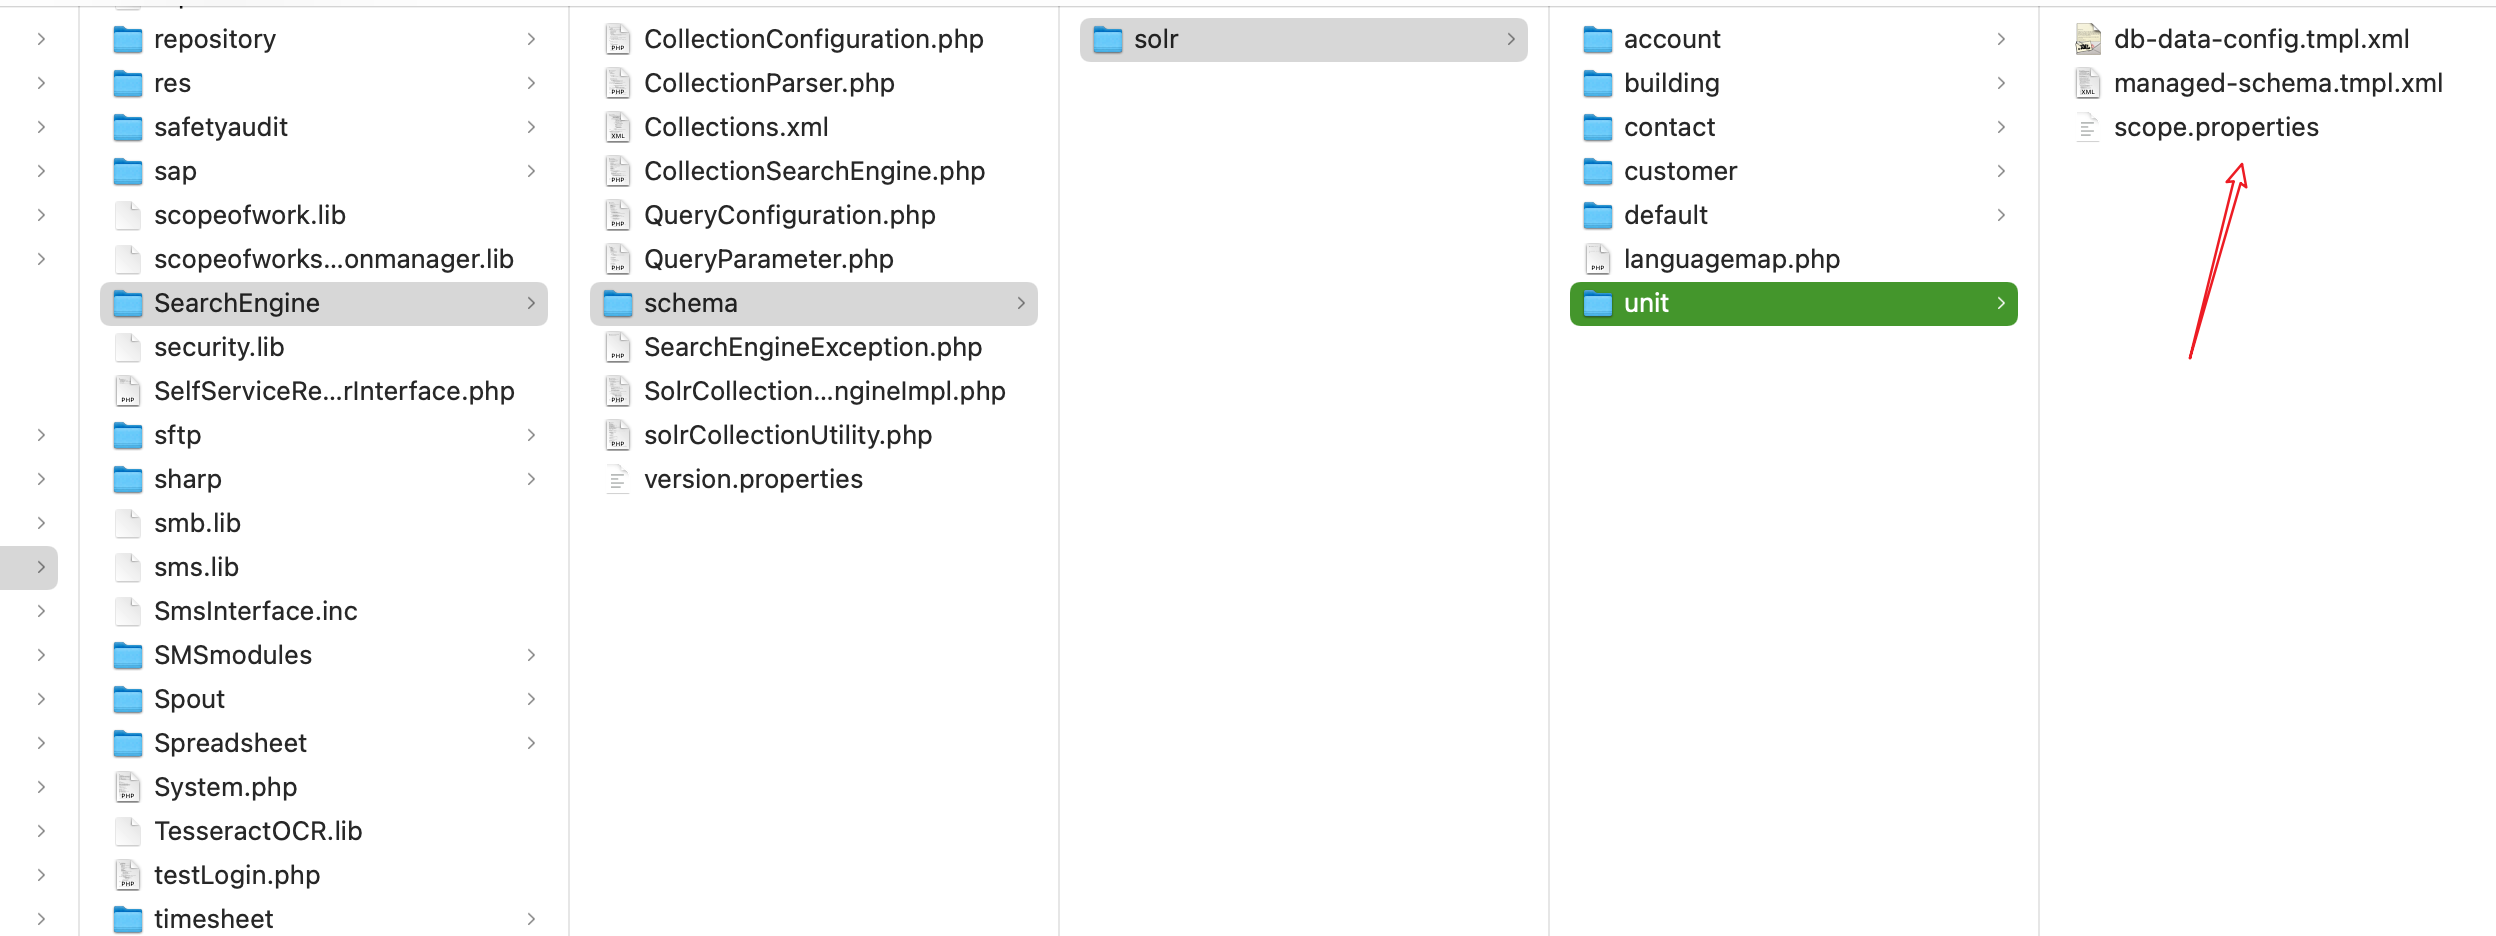 repository
res
safetyaudit
sap
scopeofwork.lib
scopeofworks...onmanager.lib
SearchEngine
security.lib
SelfServiceRe...rInterface.php
sftp
sharp
smb.lib
sms.lib
SmsInterface.inc
SMSmodules
Spout
Spreadsheet
System.php
TesseractOCR.lib
testLogin.php
timesheet
CollectionConfiguration.php
CollectionParser.php
Collections.xml
CollectionSearchEngine.php
QueryConfiguration.php
QueryParameter.php
schema
SearchEngineException.php
SolrCollection...ngineImpl.php
solrCollectionUtility.php
version.properties
solr
account
building
contact
customer
default
languagemap.php
unit
db-data-config.tmpl.xml
managed-schema.tmpl.xml
scope.properties